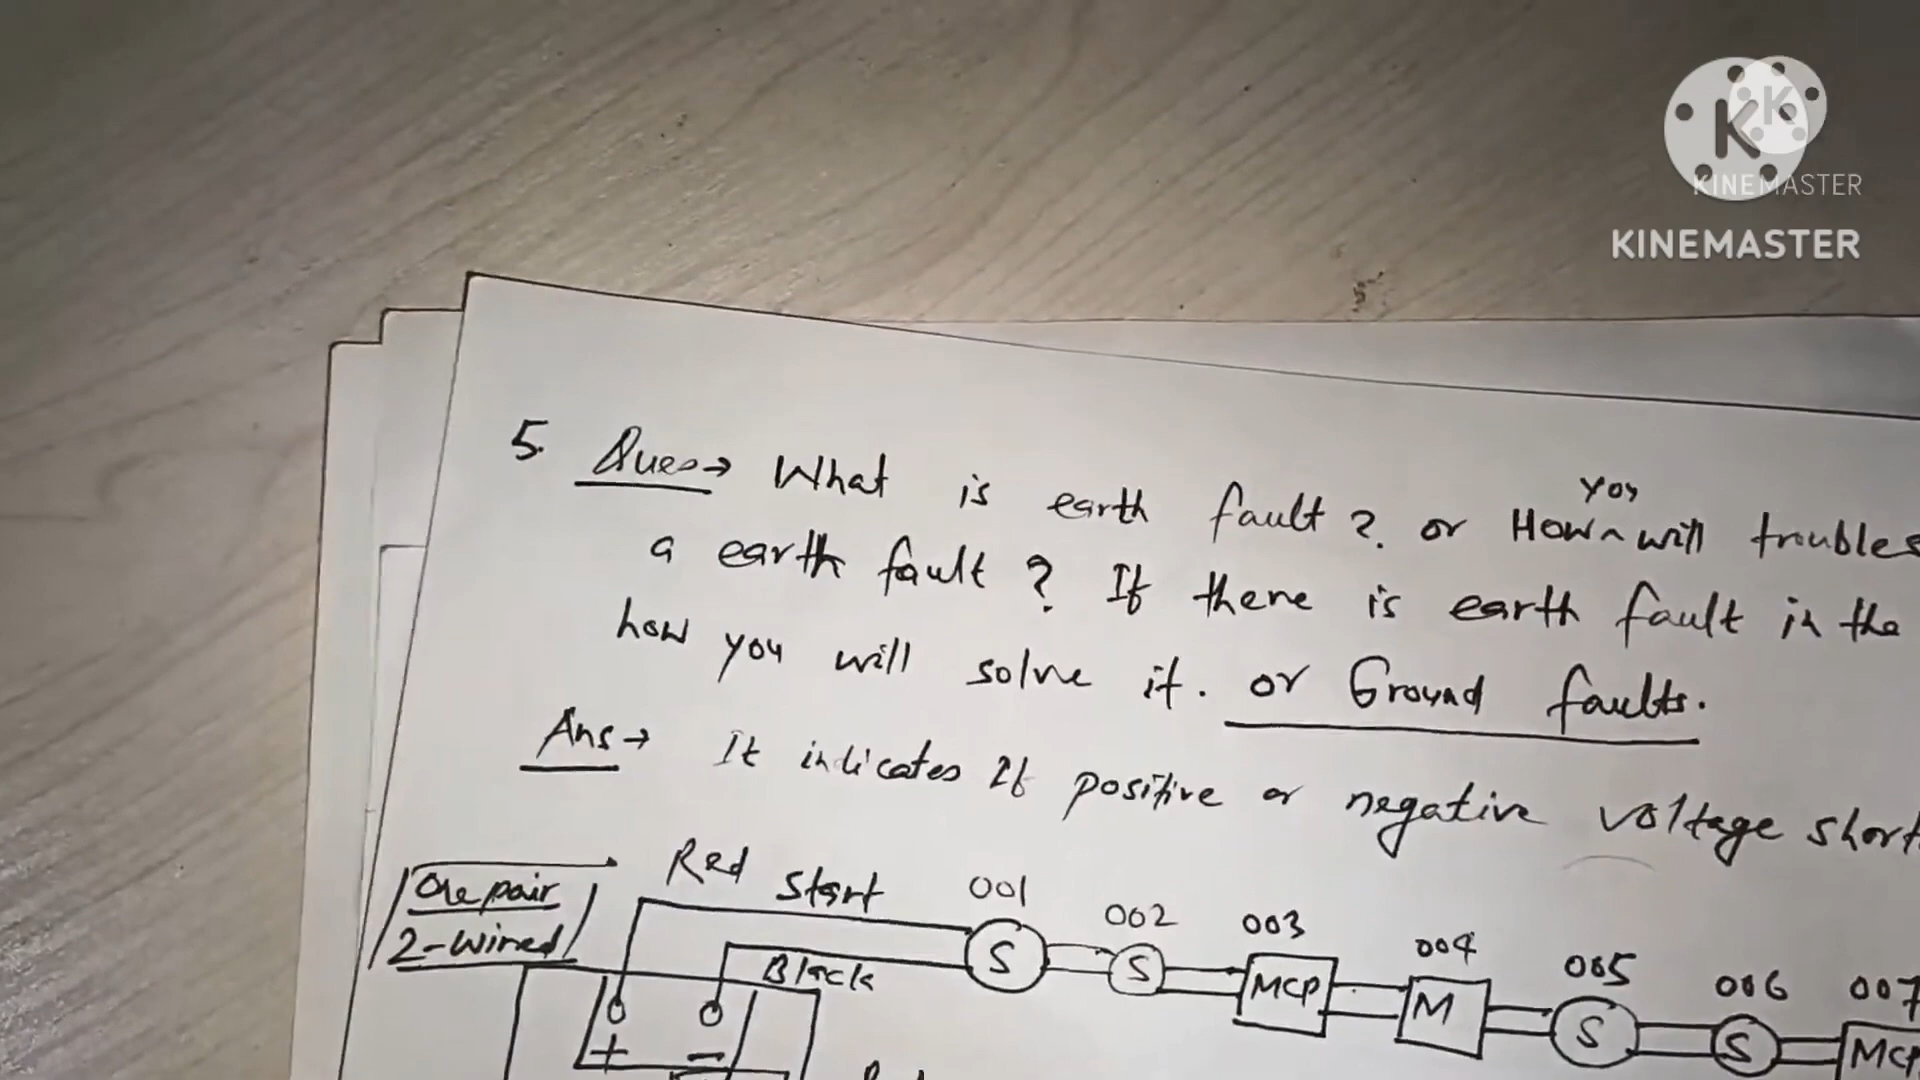 KINEMASTER
KINEMASTER
5. Ques→ What is earth fault? or How you will troubles
a earth fault? If there is earth fault in the
how you will solve it. or Ground faults.
Ans→ It indicates If positive or negative voltage short
One pair
2-wired
Red Start
Black
+ -
001 002 003 004 005 006 007
S S MCP M S S MCP